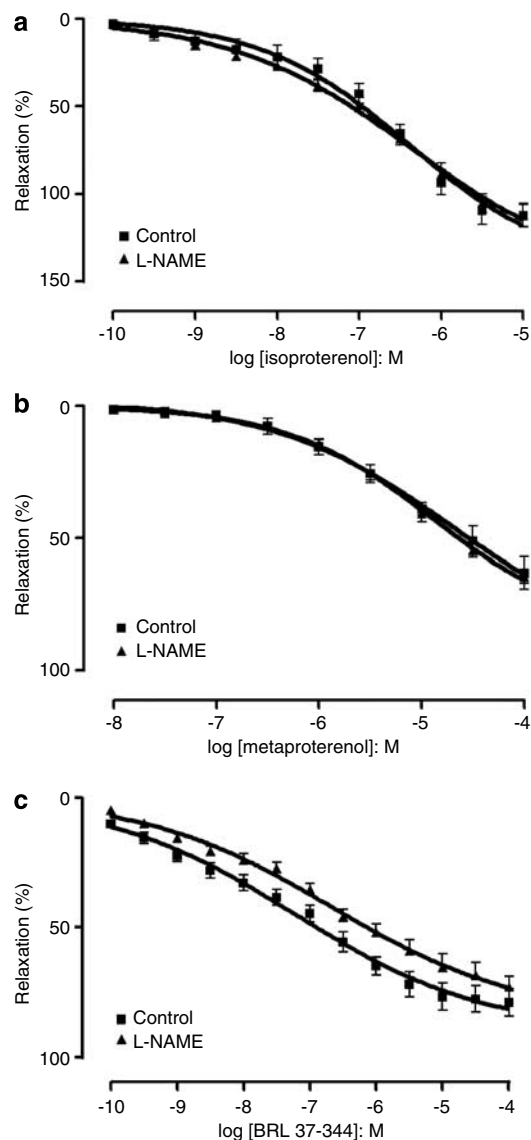 a
0
50
100
150
Relaxation (%)
Control
L-NAME
-10 -9 -8 -7 -6 -5
log [isoproterenol]: M
b
0
50
100
Relaxation (%)
Control
L-NAME
-8 -7 -6 -5 -4
log [metaproterenol]: M
c
0
50
100
Relaxation (%)
Control
L-NAME
-10 -9 -8 -7 -6 -5 -4
log [BRL 37-344]: M